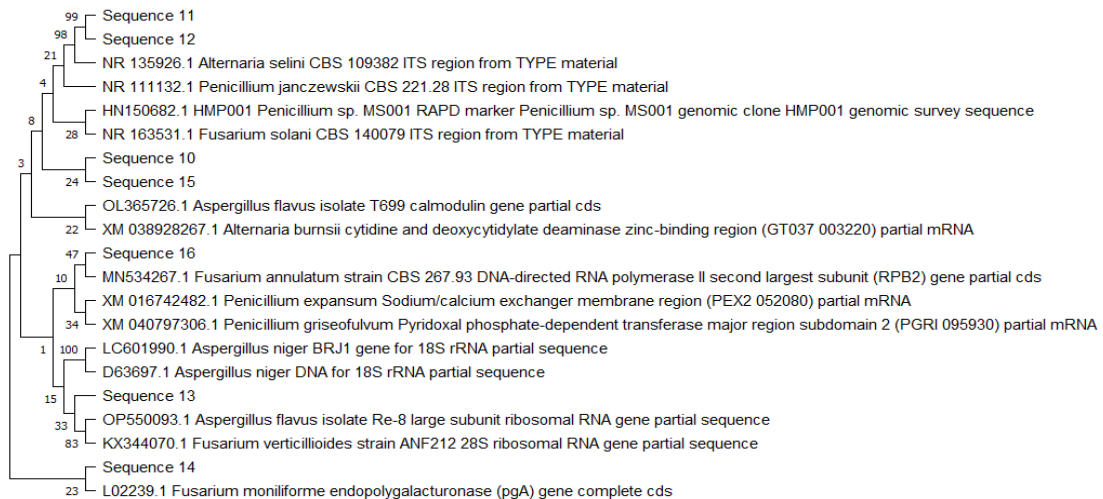 99 Sequence 11
98 Sequence 12
21 NR 135926.1 Alternaria selini CBS 109382 ITS region from TYPE material
4 NR 111132.1 Penicillium janczewskii CBS 221.28 ITS region from TYPE material
HN150682.1 HMP001 Penicillium sp. MS001 RAPD marker Penicillium sp. MS001 genomic clone HMP001 genomic survey sequence
8 28 NR 163531.1 Fusarium solani CBS 140079 ITS region from TYPE material
3 Sequence 10
24 Sequence 15
OL365726.1 Aspergillus flavus isolate T699 calmodulin gene partial cds
22 XM 038928267.1 Alternaria burnsii cytidine and deoxycytidylate deaminase zinc-binding region (GT037 003220) partial mRNA
47 Sequence 16
10 MN534267.1 Fusarium annulatum strain CBS 267.93 DNA-directed RNA polymerase II second largest subunit (RPB2) gene partial cds
XM 016742482.1 Penicillium expansum Sodium/calcium exchanger membrane region (PEX2 052080) partial mRNA
34 XM 040797306.1 Penicillium griseofulvum Pyridoxal phosphate-dependent transferase major region subdomain 2 (PGRI 095930) partial mRNA
1 100 LC601990.1 Aspergillus niger BRJ1 gene for 18S rRNA partial sequence
D63697.1 Aspergillus niger DNA for 18S rRNA partial sequence
15 Sequence 13
33 OP550093.1 Aspergillus flavus isolate Re-8 large subunit ribosomal RNA gene partial sequence
83 KX344070.1 Fusarium verticillioides strain ANF212 28S ribosomal RNA gene partial sequence
Sequence 14
23 L02239.1 Fusarium moniliforme endopolygalacturonase (pgA) gene complete cds